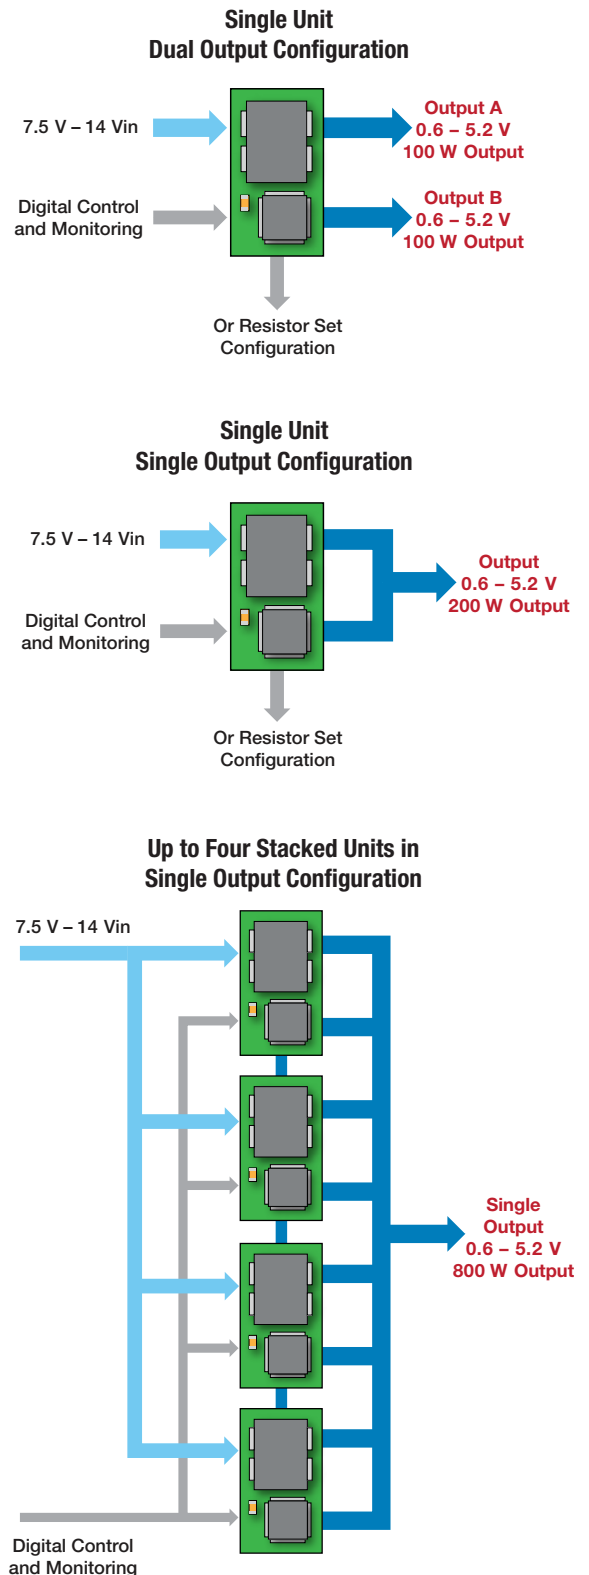 Single Unit
Dual Output Configuration
7.5 V – 14 Vin
Output A
0.6 – 5.2 V
100 W Output
Digital Control
and Monitoring
Output B
0.6 – 5.2 V
100 W Output
Or Resistor Set
Configuration
Single Unit
Single Output Configuration
7.5 V – 14 Vin
Output
0.6 – 5.2 V
200 W Output
Digital Control
and Monitoring
Or Resistor Set
Configuration
Up to Four Stacked Units in
Single Output Configuration
7.5 V – 14 Vin
Single
Output
0.6 – 5.2 V
800 W Output
Digital Control
and Monitoring